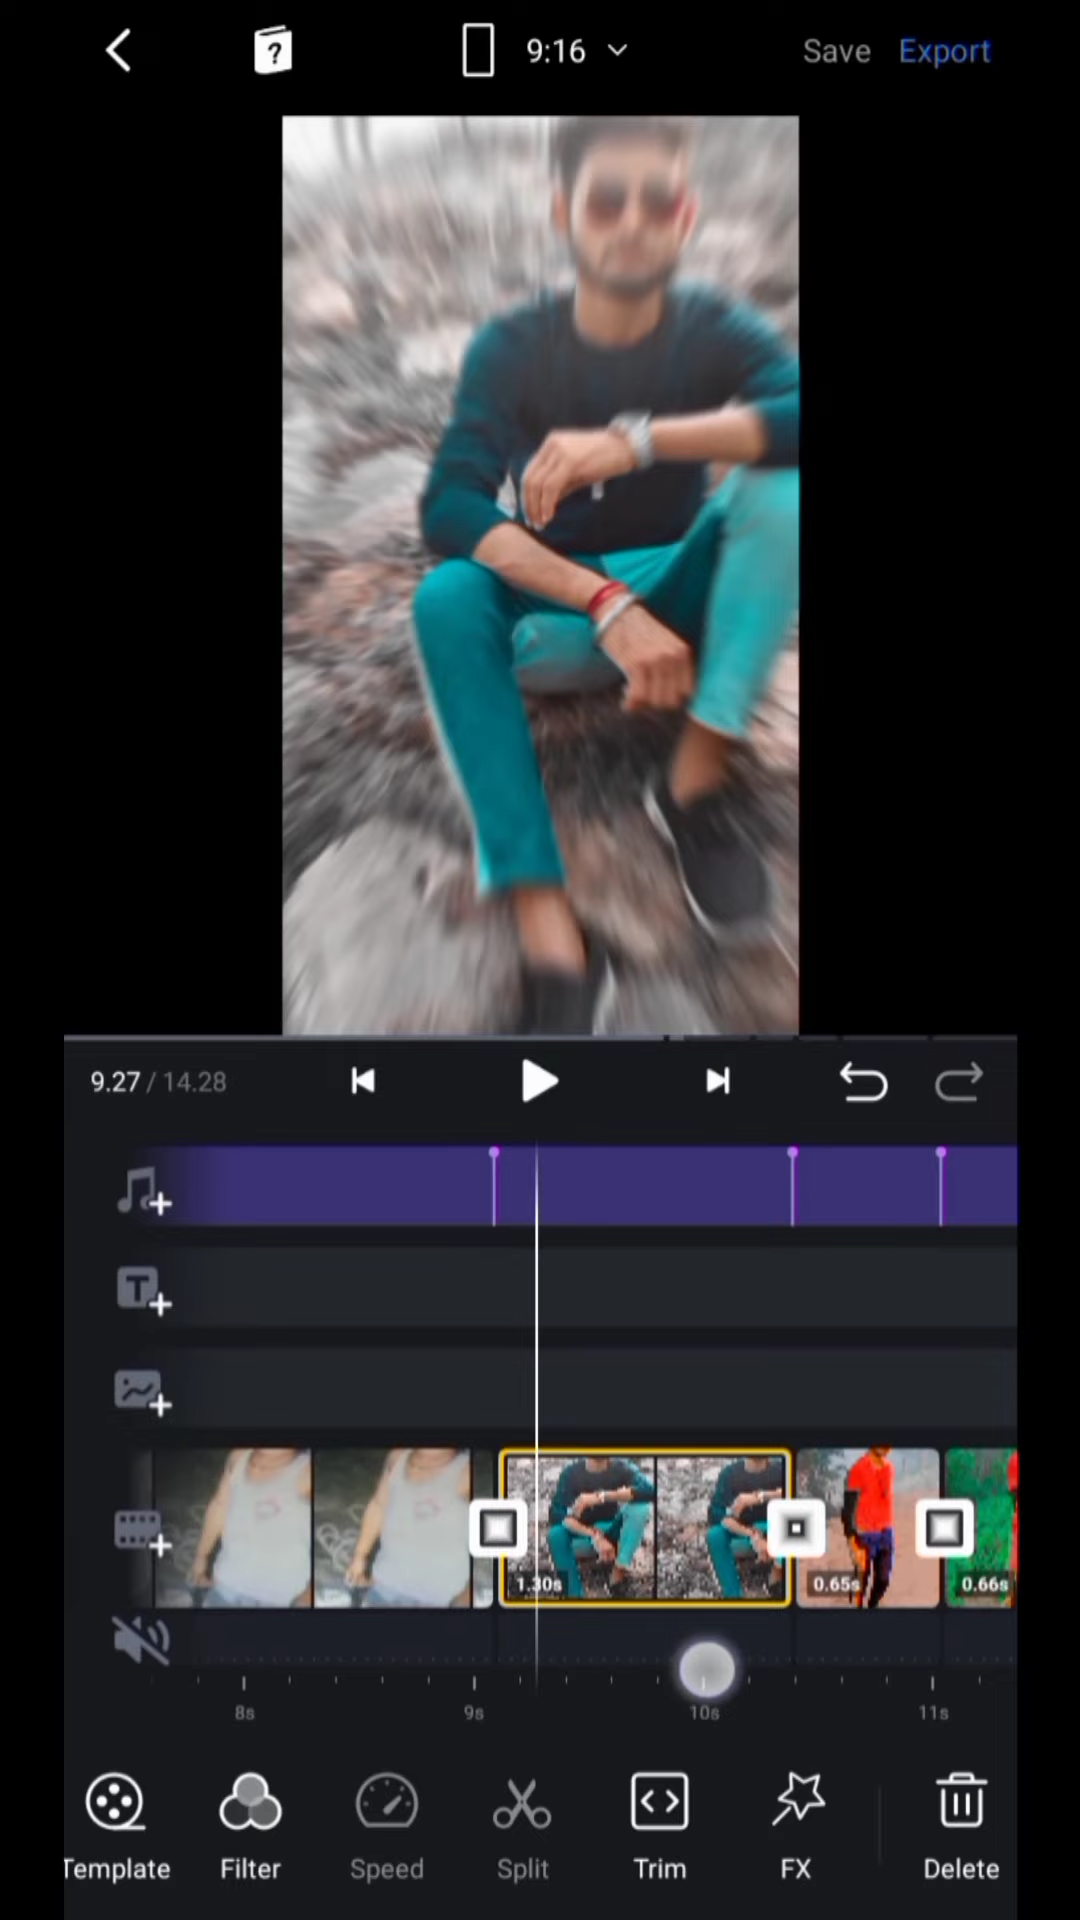 9:16 Save Export
9.27 / 14.28
1.30s 0.65s 0.66s
8s 9s 10s 11s
Template Filter Speed Split Trim FX Delete